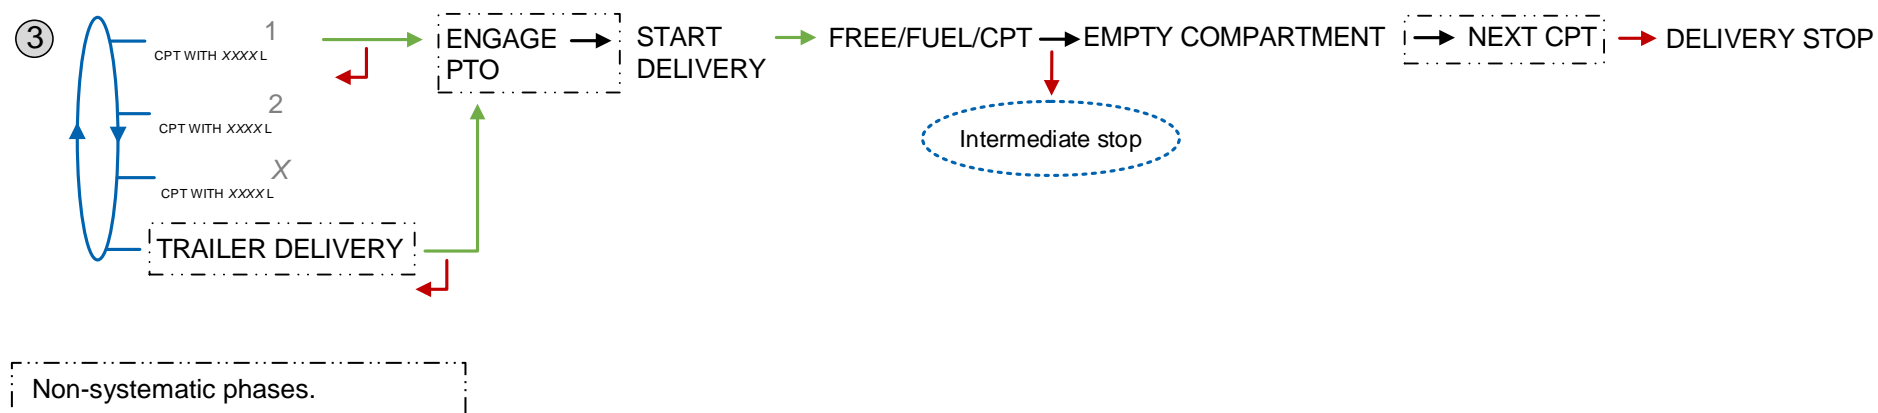 3
1
CPT WITH XXXX L
2
CPT WITH XXXX L
X
CPT WITH XXXX L
TRAILER DELIVERY
ENGAGE
PTO
START
DELIVERY
FREE/FUEL/CPT
EMPTY COMPARTMENT
NEXT CPT
DELIVERY STOP
Intermediate stop
Non-systematic phases.